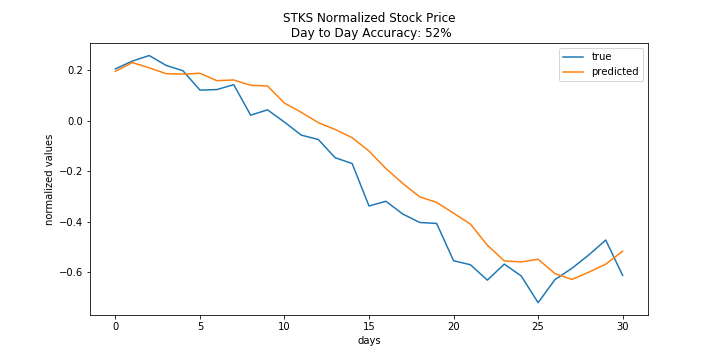 STKS Normalized Stock Price
Day to Day Accuracy: 52%
true
predicted
normalized values
0.2
0.0
−0.2
−0.4
−0.6
0
5
10
15
20
25
30
days